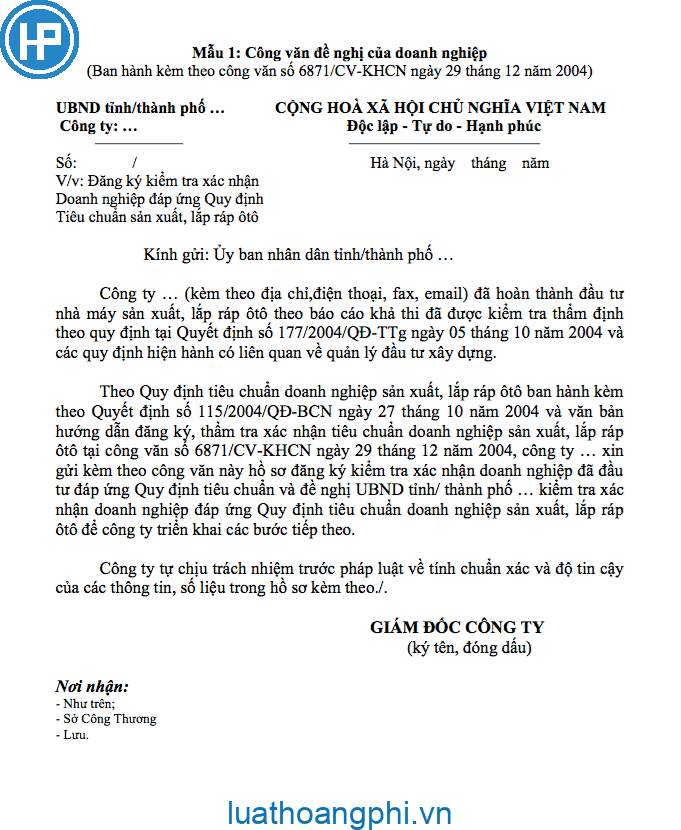 HP
Mẫu 1: Công văn đề nghị của doanh nghiệp
(Ban hành kèm theo công văn số 6871/CV-KHCN ngày 29 tháng 12 năm 2004)
UBND tỉnh/thành phố …
Công ty: …
CỘNG HOÀ XÃ HỘI CHỦ NGHĨA VIỆT NAM
Độc lập - Tự do - Hạnh phúc
Số: /
V/v: Đăng ký kiểm tra xác nhận
Doanh nghiệp đáp ứng Quy định
Tiêu chuẩn sản xuất, lắp ráp ôtô
Hà Nội, ngày tháng năm
Kính gửi: Ủy ban nhân dân tỉnh/thành phố …
Công ty … (kèm theo địa chỉ,điện thoại, fax, email) đã hoàn thành đầu tư
nhà máy sản xuất, lắp ráp ôtô theo báo cáo khả thi đã được kiểm tra thẩm định
theo quy định tại Quyết định số 177/2004/QĐ-TTg ngày 05 tháng 10 năm 2004 và
các quy định hiện hành có liên quan về quản lý đầu tư xây dựng.
Theo Quy định tiêu chuẩn doanh nghiệp sản xuất, lắp ráp ôtô ban hành kèm
theo Quyết định số 115/2004/QĐ-BCN ngày 27 tháng 10 năm 2004 và văn bản
hướng dẫn đăng ký, thẩm tra xác nhận tiêu chuẩn doanh nghiệp sản xuất, lắp ráp
ôtô tại công văn số 6871/CV-KHCN ngày 29 tháng 12 năm 2004, công ty … xin
gửi kèm theo công văn này hồ sơ đăng ký kiểm tra xác nhận doanh nghiệp đã đầu
tư đáp ứng Quy định tiêu chuẩn và đề nghị UBND tỉnh/ thành phố … kiểm tra xác
nhận doanh nghiệp đáp ứng Quy định tiêu chuẩn doanh nghiệp sản xuất, lắp ráp
ôtô để công ty triển khai các bước tiếp theo.
Công ty tự chịu trách nhiệm trước pháp luật về tính chuẩn xác và độ tin cậy
của các thông tin, số liệu trong hồ sơ kèm theo./.
GIÁM ĐỐC CÔNG TY
(ký tên, đóng dấu)
Nơi nhận:
- Như trên;
- Sở Công Thương
- Lưu.
luathoangphi.vn